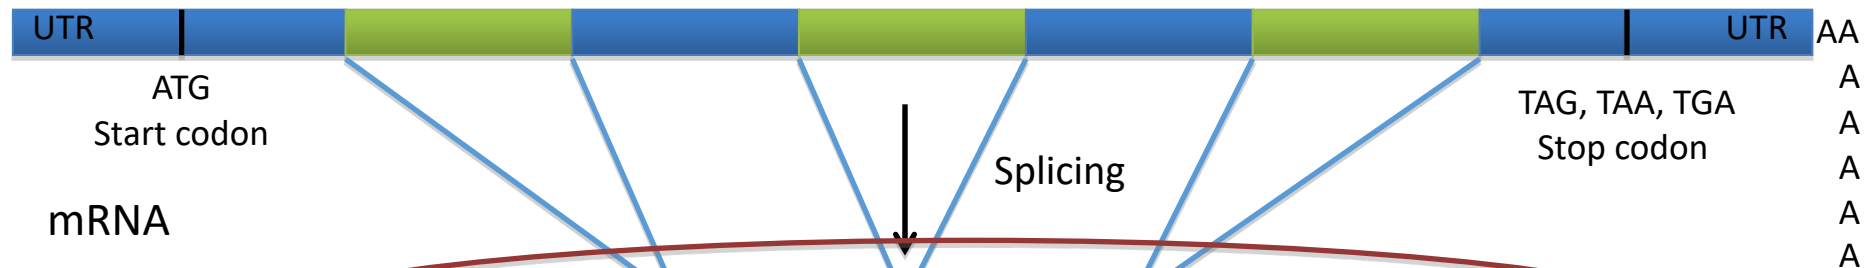 UTR
UTR
AA
A
A
A
A
A
ATG
Start codon
TAG, TAA, TGA
Stop codon
Splicing
mRNA